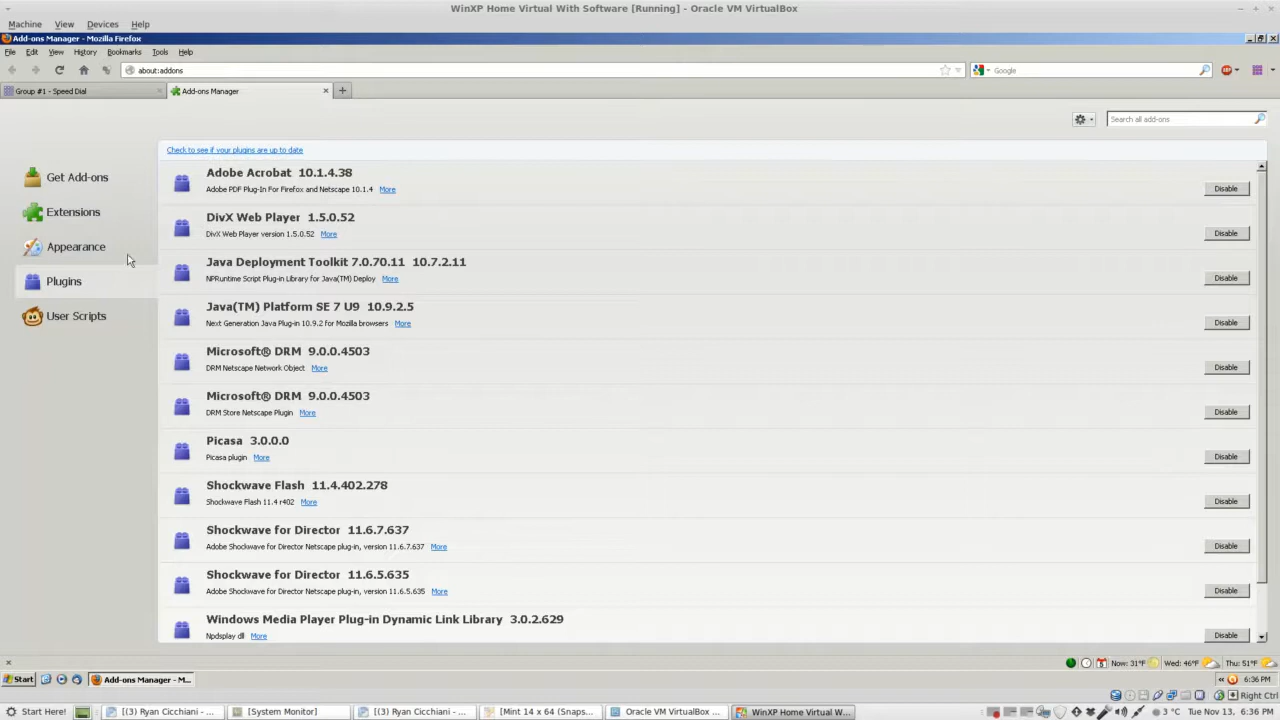 WinXP Home Virtual With Software [Running] - Oracle VM VirtualBox
Machine View Devices Help
Add-ons Manager - Mozilla Firefox
File Edit View History Bookmarks Tools Help
about:addons
Google
Group #1 - Speed Dial
Add-ons Manager
Search all add-ons
Check to see if your plugins are up to date
Get Add-ons
Extensions
Appearance
Plugins
User Scripts
Adobe Acrobat 10.1.4.38
Adobe PDF Plug-In For Firefox and Netscape 10.1.4 More
Disable
DivX Web Player 1.5.0.52
DivX Web Player version 1.5.0.52 More
Disable
Java Deployment Toolkit 7.0.70.11 10.7.2.11
NPRuntime Script Plug-in Library for Java(TM) Deploy More
Disable
Java(TM) Platform SE 7 U9 10.9.2.5
Next Generation Java Plug-in 10.9.2 for Mozilla browsers More
Disable
Microsoft® DRM 9.0.0.4503
DRM Netscape Network Object More
Disable
Microsoft® DRM 9.0.0.4503
DRM Store Netscape Plugin More
Disable
Picasa 3.0.0.0
Picasa plugin More
Disable
Shockwave Flash 11.4.402.278
Shockwave Flash 11.4 r402 More
Disable
Shockwave for Director 11.6.7.637
Adobe Shockwave for Director Netscape plug-in, version 11.6.7.637 More
Disable
Shockwave for Director 11.6.5.635
Adobe Shockwave for Director Netscape plug-in, version 11.6.5.635 More
Disable
Windows Media Player Plug-in Dynamic Link Library 3.0.2.629
Npdsplay dll More
Disable
Now: 31°F Wed: 46°F Thu: 51°F
Start Add-ons Manager - M... 6:36 PM
Right Ctrl
Start Here! [(3) Ryan Cicchiani - ... [System Monitor] [(3) Ryan Cicchiani - ... [Mint 14 x 64 (Snaps... Oracle VM VirtualBox ... WinXP Home Virtual W... 3 °C Tue Nov 13, 6:36 PM